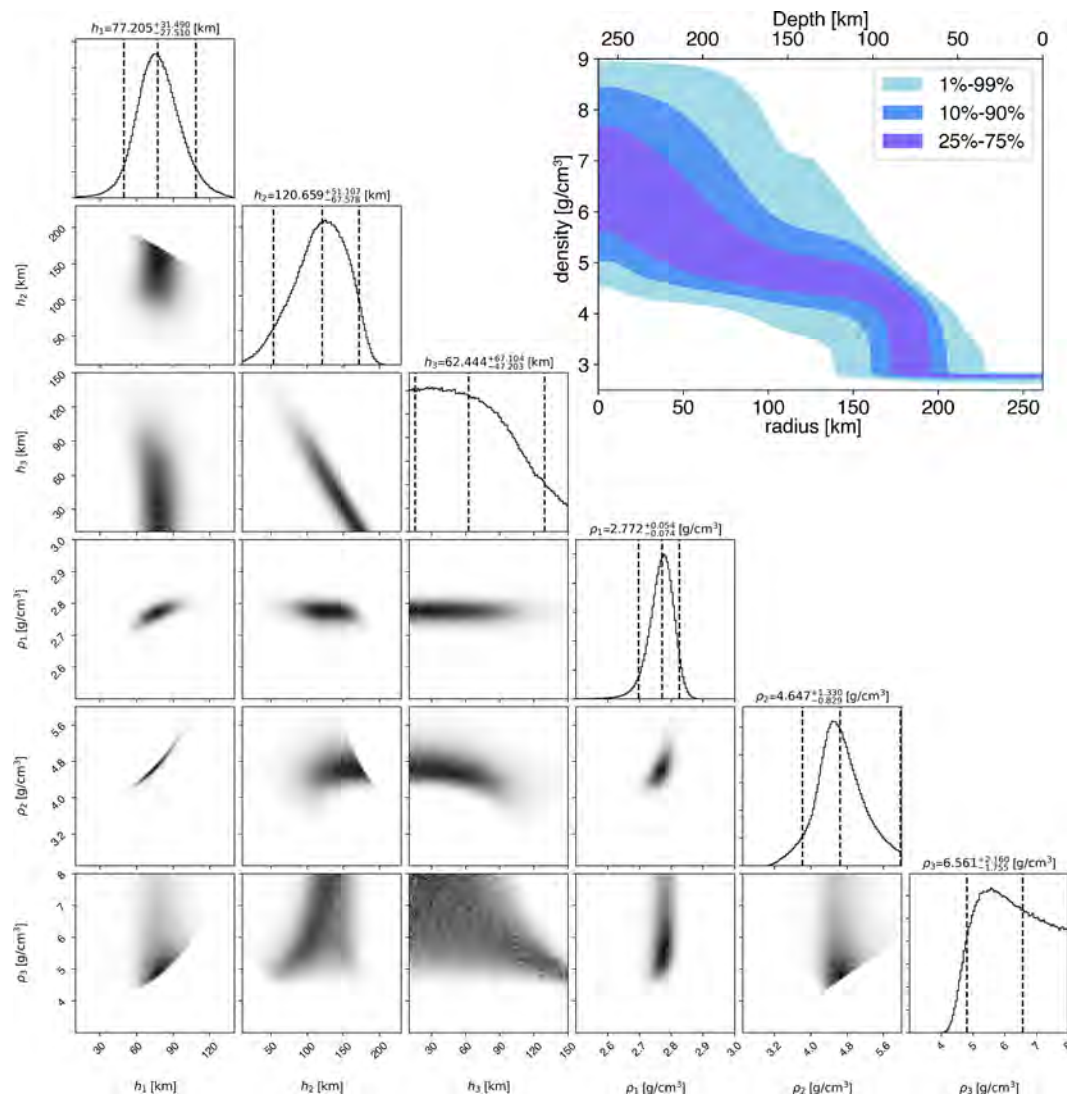 h₁=77.205+31.490−27.510 [km]
Depth [km]
250 200 150 100 50 0
9
8
7
6
5
4
3
density [g/cm³]
1%-99%
10%-90%
25%-75%
0 50 100 150 200 250
radius [km]
h₂=120.659+51.107−67.578 [km]
200
150
100
50
h₂ [km]
h₃=62.444+67.104−47.203 [km]
150
120
90
60
30
h₃ [km]
ρ₁=2.772+0.054−0.074 [g/cm³]
3.0
2.9
2.8
2.7
2.6
ρ₁ [g/cm³]
ρ₂=4.647+1.330−0.829 [g/cm³]
5.6
4.8
4.0
3.2
ρ₂ [g/cm³]
ρ₃=6.561+2.160−1.755 [g/cm³]
8
7
6
5
4
ρ₃ [g/cm³]
30 60 90 120
50 100 150 200
30 60 90 120 150
2.6 2.7 2.8 2.9 3.0
3.2 4.0 4.8 5.6
4 5 6 7 8
h₁ [km]
h₂ [km]
h₃ [km]
ρ₁ [g/cm³]
ρ₂ [g/cm³]
ρ₃ [g/cm³]